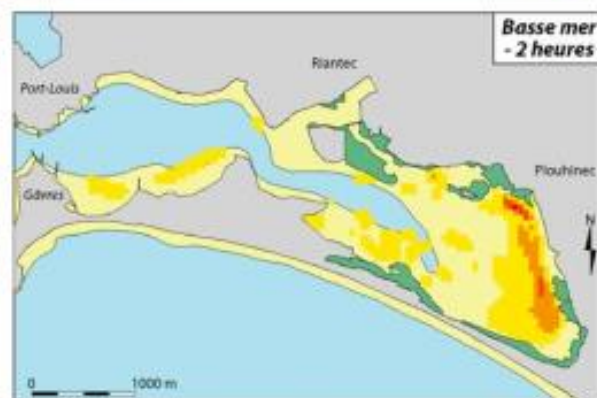 Basse mer
- 2 heures
Riantec
Port-Louis
Plouhinec
Gâvres
N
0 1000 m